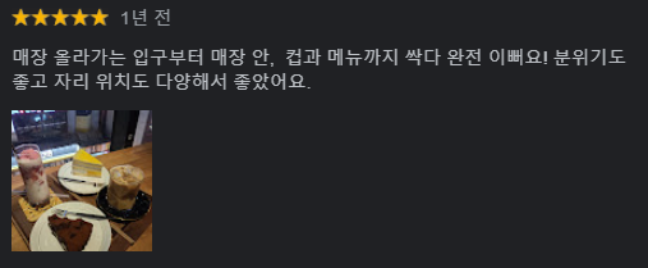 ★★★★★ 1년 전
매장 올라가는 입구부터 매장 안,  컵과 메뉴까지 싹다 완전 이뻐요! 분위기도
좋고 자리 위치도 다양해서 좋았어요.